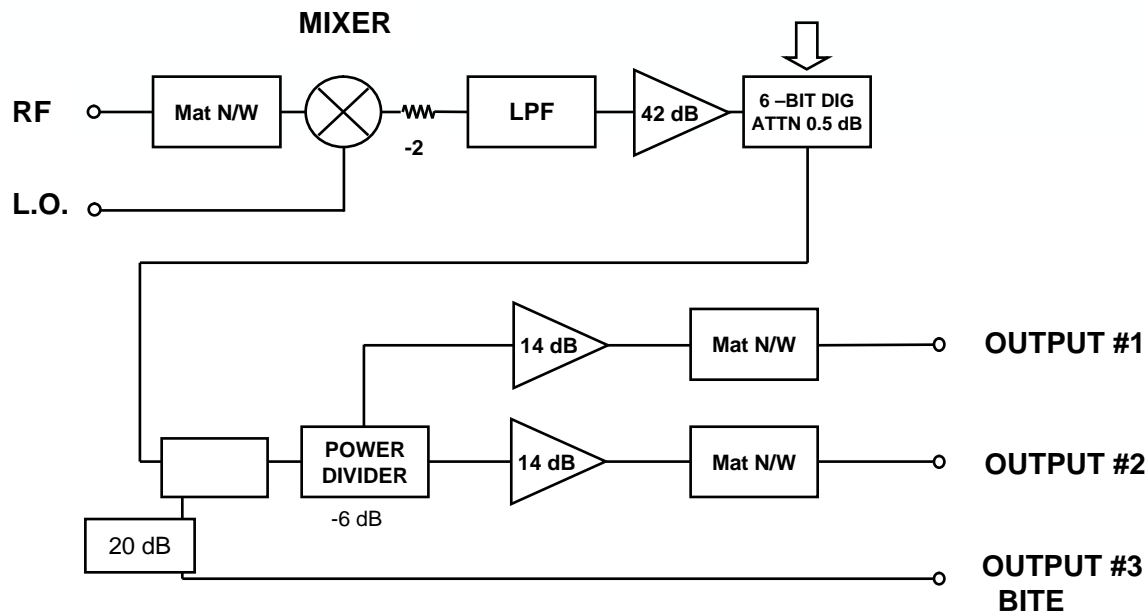 MIXER
RF
Mat N/W
-2
LPF
42 dB
6 –BIT DIG
ATTN 0.5 dB
L.O.
14 dB
Mat N/W
OUTPUT #1
POWER
DIVIDER
-6 dB
14 dB
Mat N/W
OUTPUT #2
20 dB
OUTPUT #3
BITE